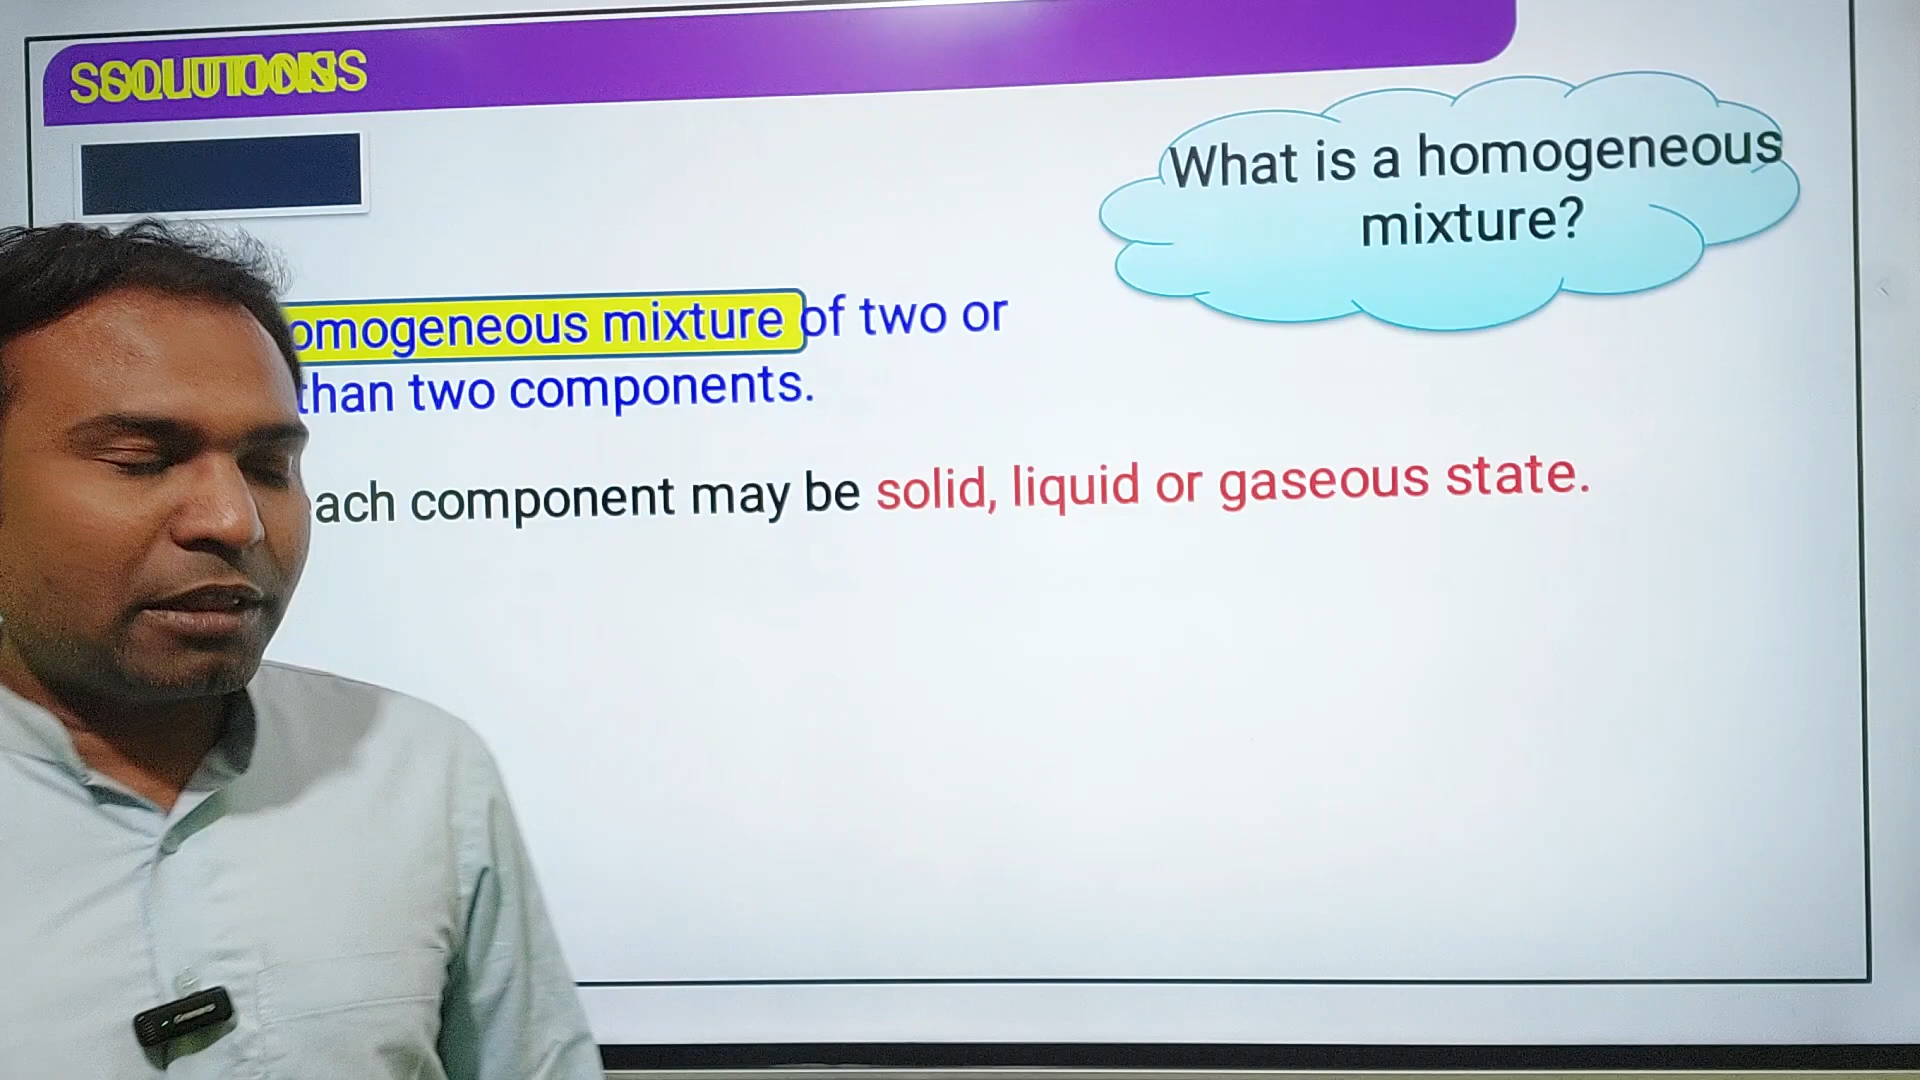 SOLUTIONS
What is a homogeneous
mixture?
omogeneous mixture of two or
than two components.
ach component may be solid, liquid or gaseous state.